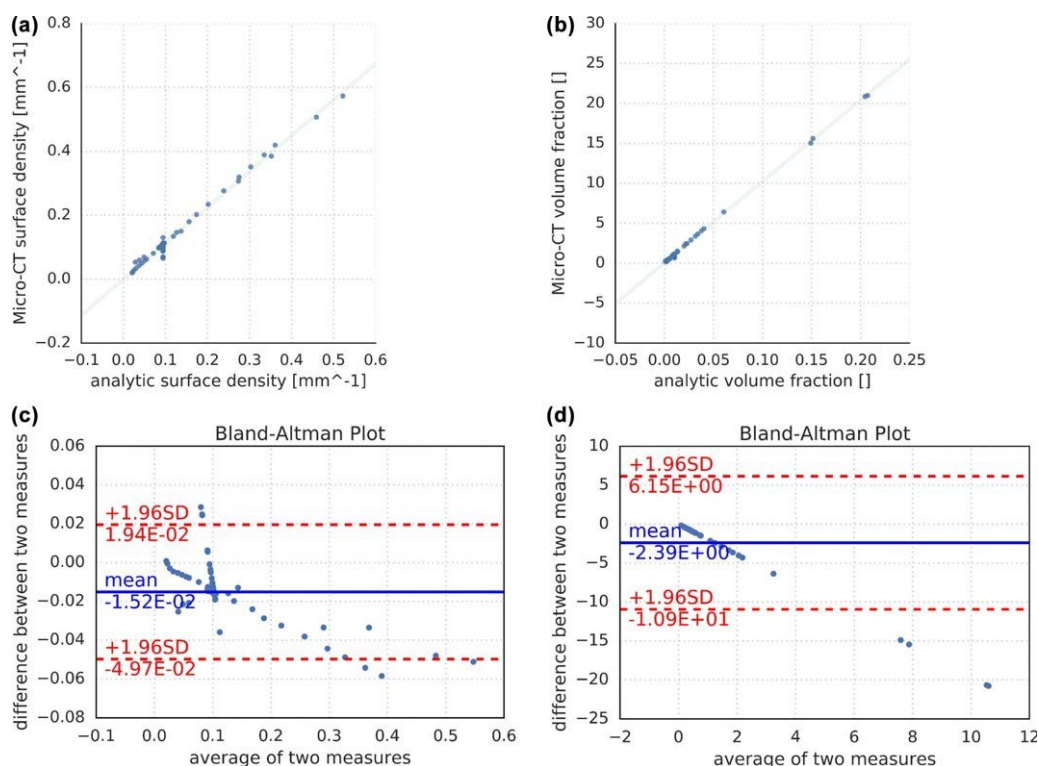 (a)
Micro-CT surface density [mm^-1]
0.8
0.6
0.4
0.2
0.0
−0.2
−0.1 0.0 0.1 0.2 0.3 0.4 0.5 0.6
analytic surface density [mm^-1]
(b)
Micro-CT volume fraction []
30
25
20
15
10
5
0
−5
−10
−0.05 0.00 0.05 0.10 0.15 0.20 0.25
analytic volume fraction []
(c)
Bland-Altman Plot
difference between two measures
0.06
0.04
0.02
0.00
−0.02
−0.04
−0.06
−0.08
+1.96SD
1.94E-02
mean
-1.52E-02
+1.96SD
-4.97E-02
−0.1 0.0 0.1 0.2 0.3 0.4 0.5 0.6
average of two measures
(d)
Bland-Altman Plot
difference between two measures
10
5
0
−5
−10
−15
−20
−25
+1.96SD
6.15E+00
mean
-2.39E+00
+1.96SD
-1.09E+01
−2 0 2 4 6 8 10 12
average of two measures